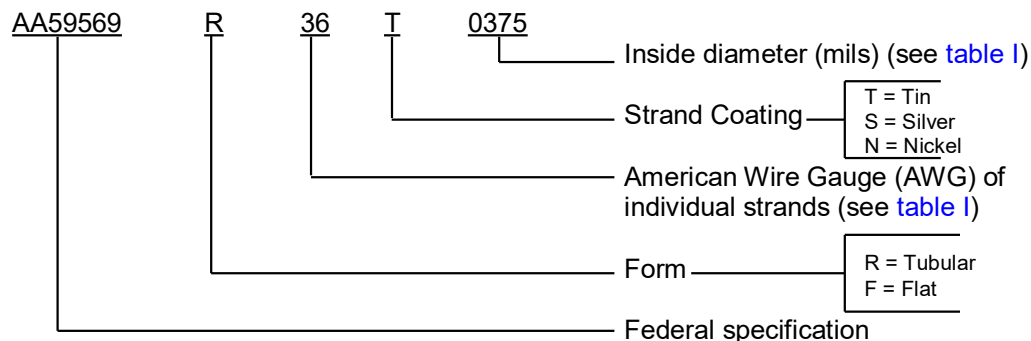 AA59569 R 36 T 0375
Inside diameter (mils) (see table I)
T = Tin
Strand Coating
S = Silver
N = Nickel
American Wire Gauge (AWG) of
individual strands (see table I)
Form
R = Tubular
F = Flat
Federal specification